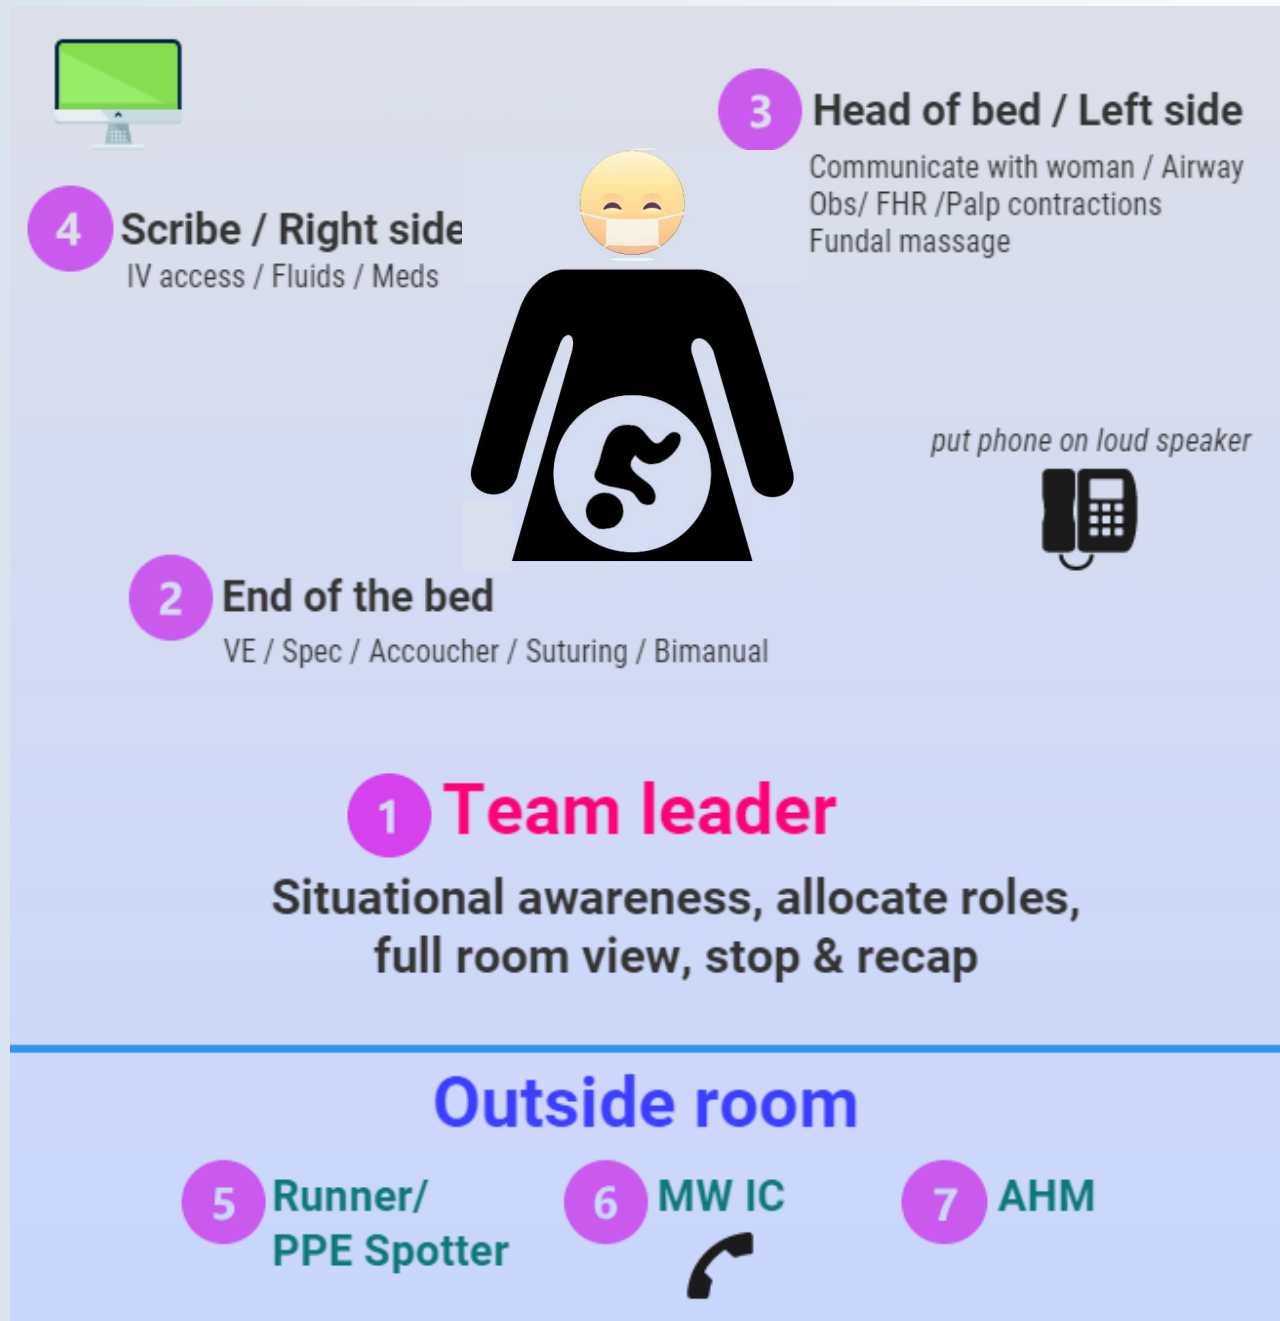 3 Head of bed / Left side
Communicate with woman / Airway
Obs/ FHR /Palp contractions
Fundal massage
4 Scribe / Right side
IV access / Fluids / Meds
put phone on loud speaker
2 End of the bed
VE / Spec / Accoucher / Suturing / Bimanual
1 Team leader
Situational awareness, allocate roles,
full room view, stop & recap
Outside room
5 Runner/
PPE Spotter
6 MW IC
7 AHM